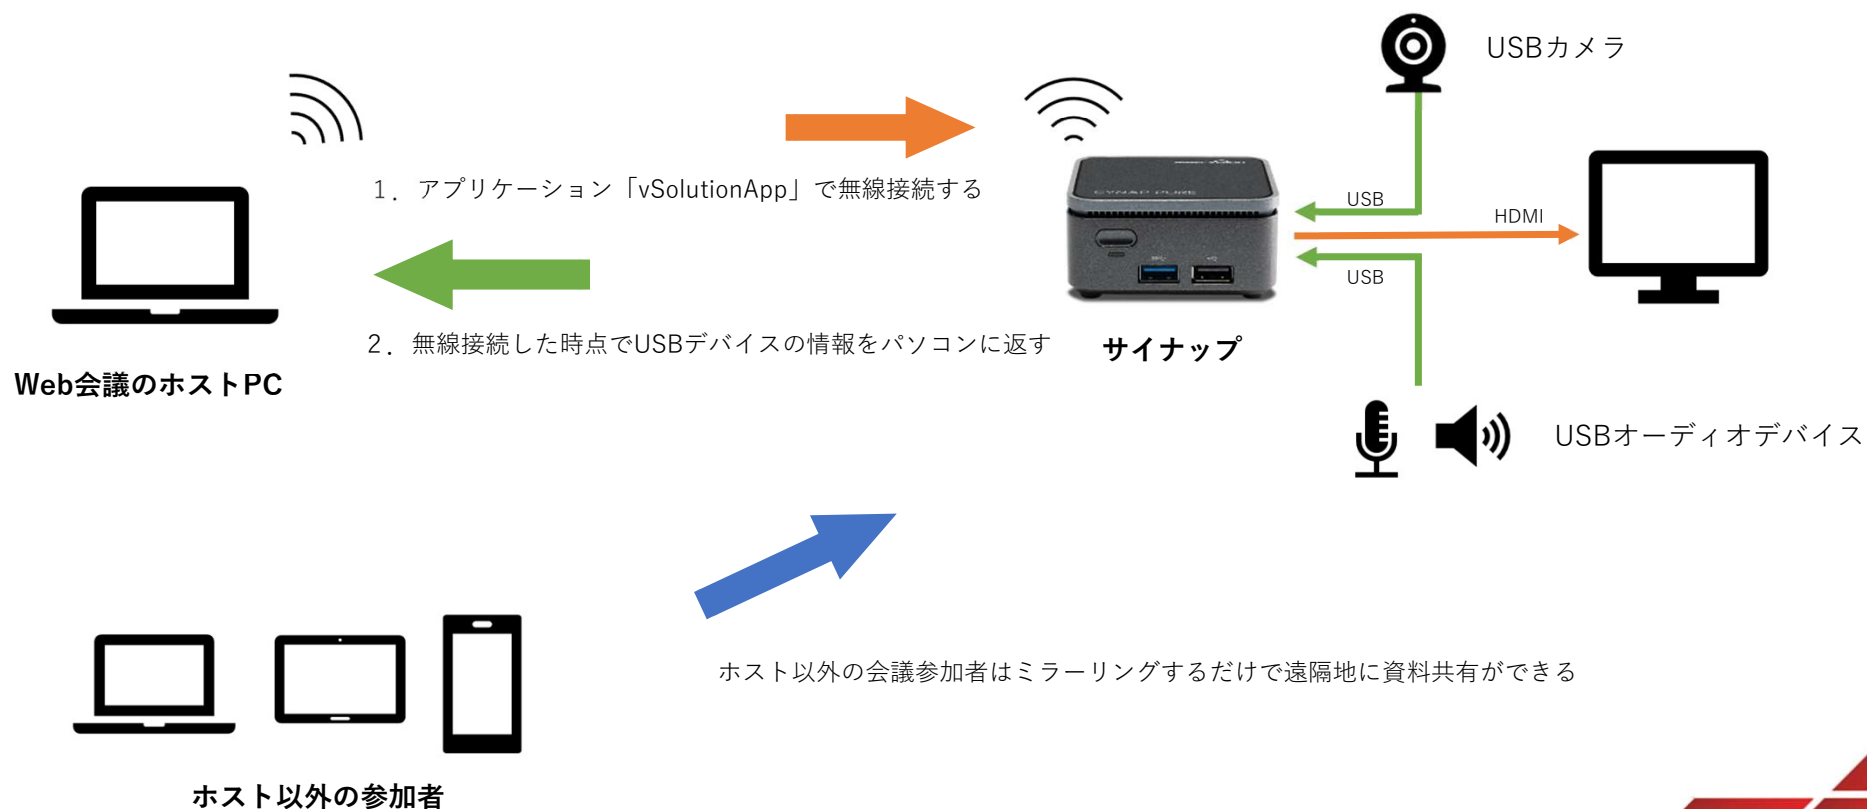 USBカメラ
1．アプリケーション「vSolutionApp」で無線接続する
CYNAP PURE
USB
HDMI
USB
2．無線接続した時点でUSBデバイスの情報をパソコンに返す
サイナップ
Web会議のホストPC
USBオーディオデバイス
ホスト以外の会議参加者はミラーリングするだけで遠隔地に資料共有ができる
ホスト以外の参加者